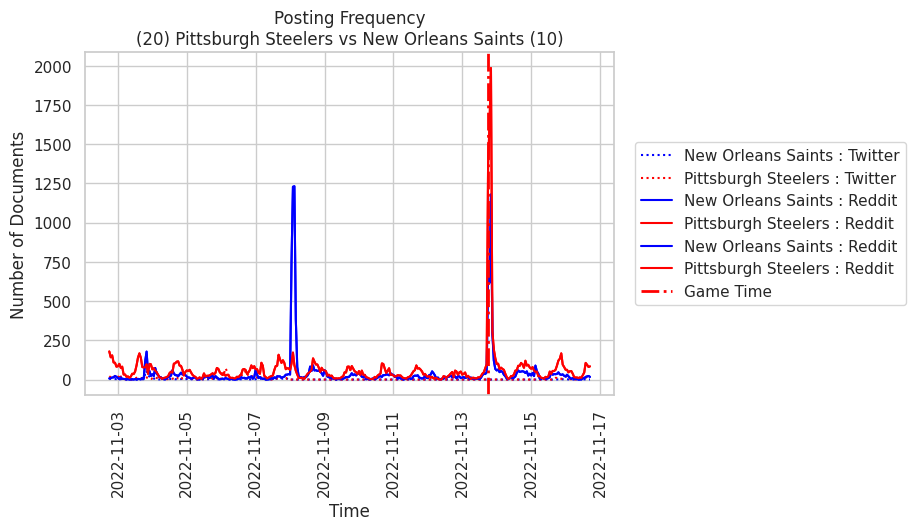 Posting Frequency
(20) Pittsburgh Steelers vs New Orleans Saints (10)
Number of Documents
2000
1750
1500
1250
1000
750
500
250
0
2022-11-03
2022-11-05
2022-11-07
2022-11-09
2022-11-11
2022-11-13
2022-11-15
2022-11-17
Time
New Orleans Saints : Twitter
Pittsburgh Steelers : Twitter
New Orleans Saints : Reddit
Pittsburgh Steelers : Reddit
New Orleans Saints : Reddit
Pittsburgh Steelers : Reddit
Game Time